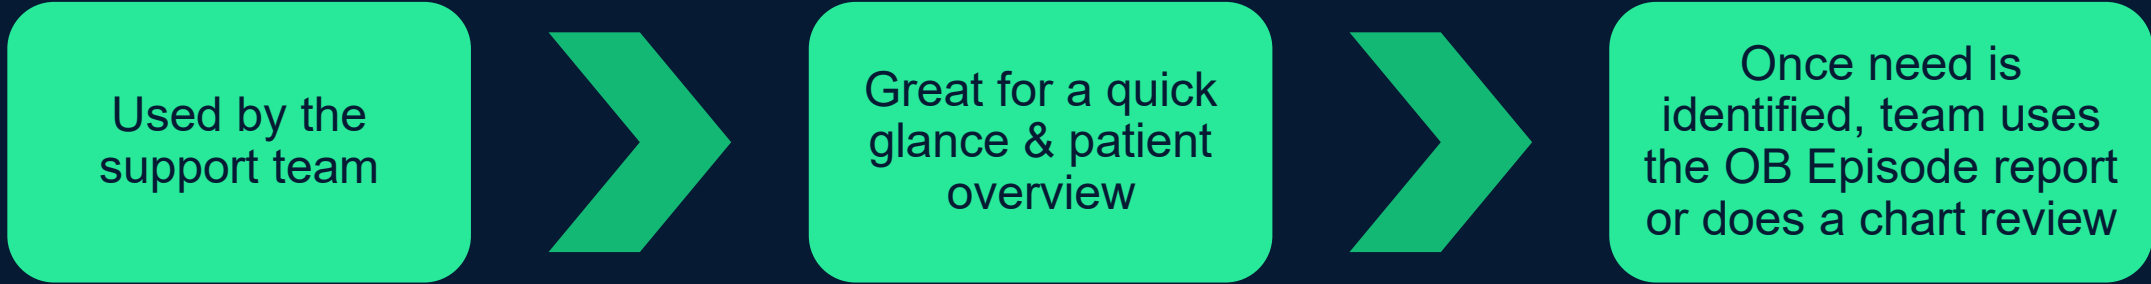 Used by the
support team
Great for a quick
glance & patient
overview
Once need is
identified, team uses
the OB Episode report
or does a chart review